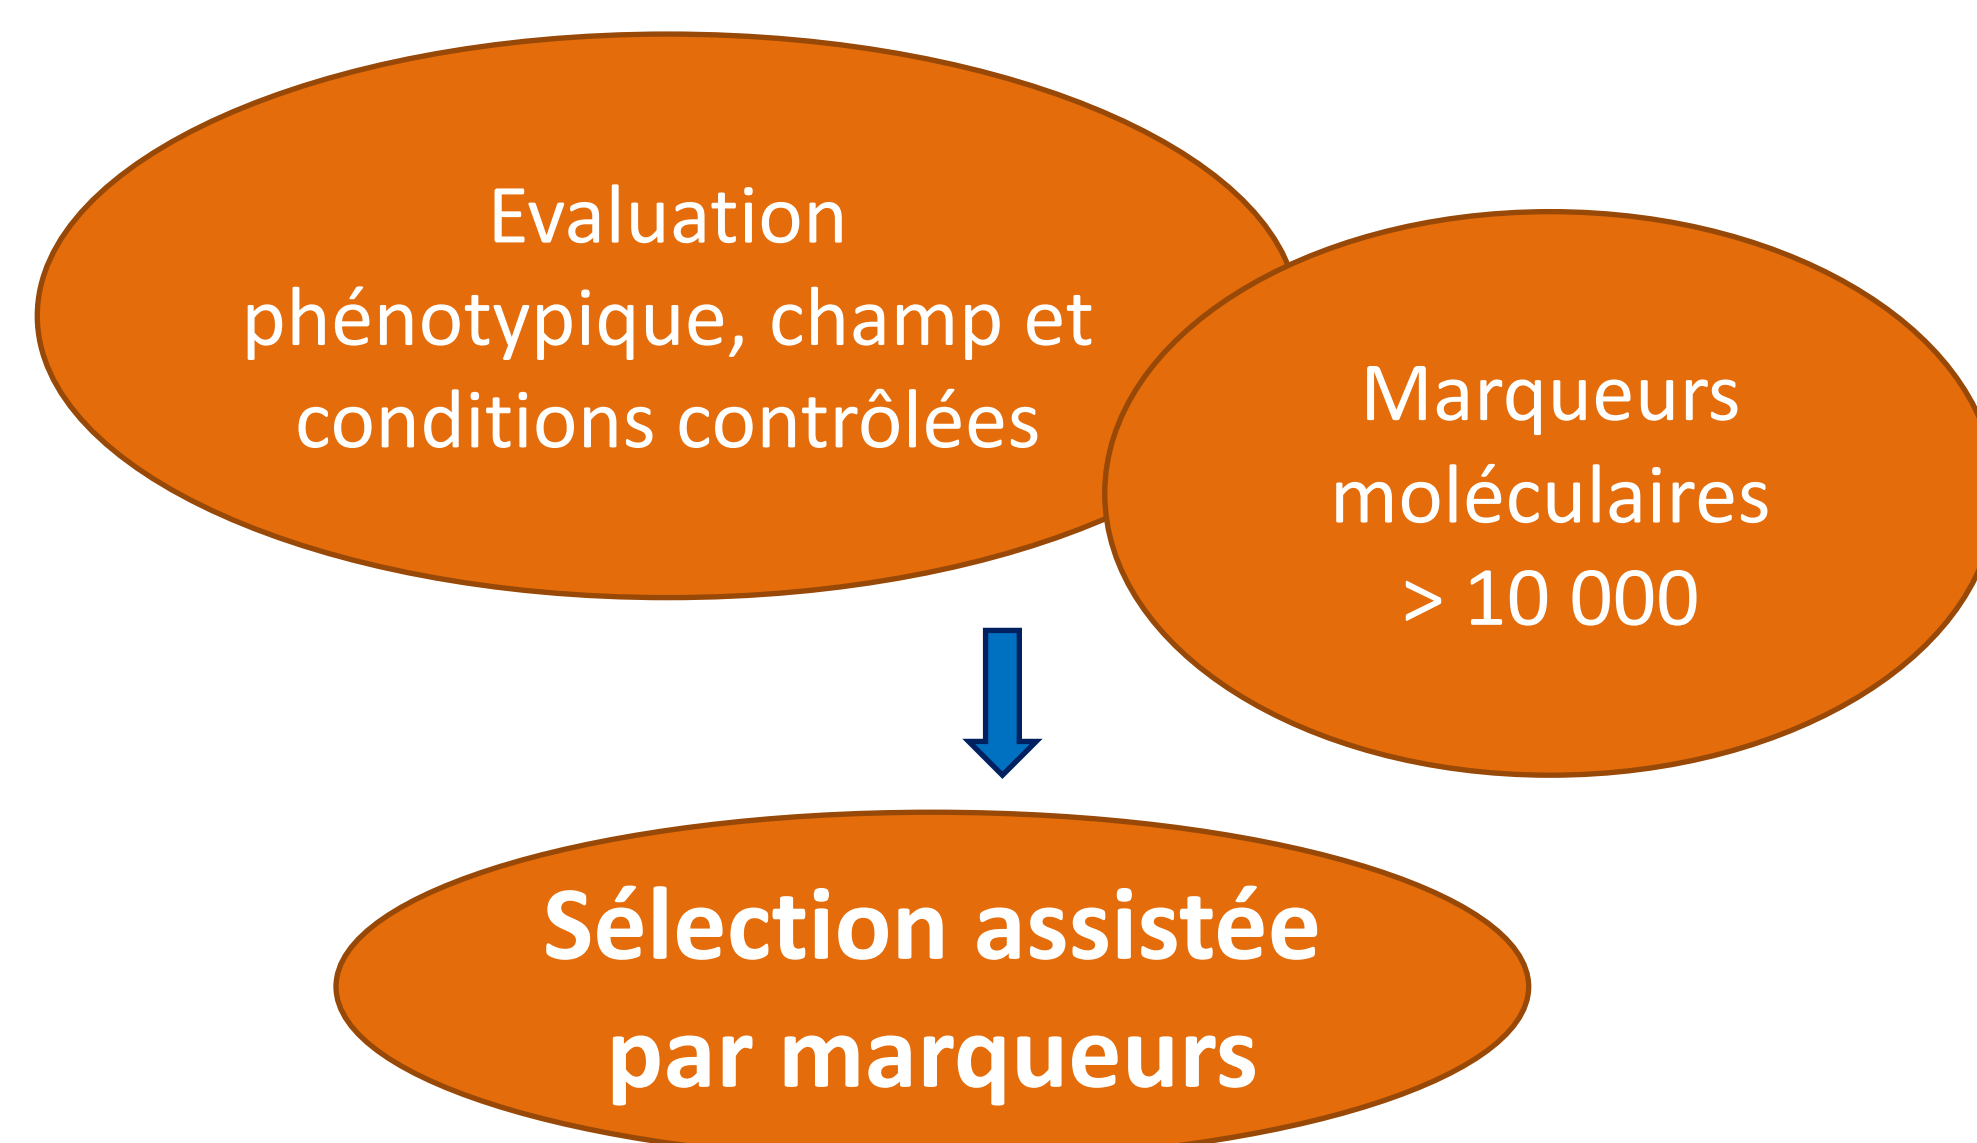 Evaluation
phénotypique, champ et
conditions contrôlées
Marqueurs
moléculaires
> 10 000
Sélection assistée
par marqueurs